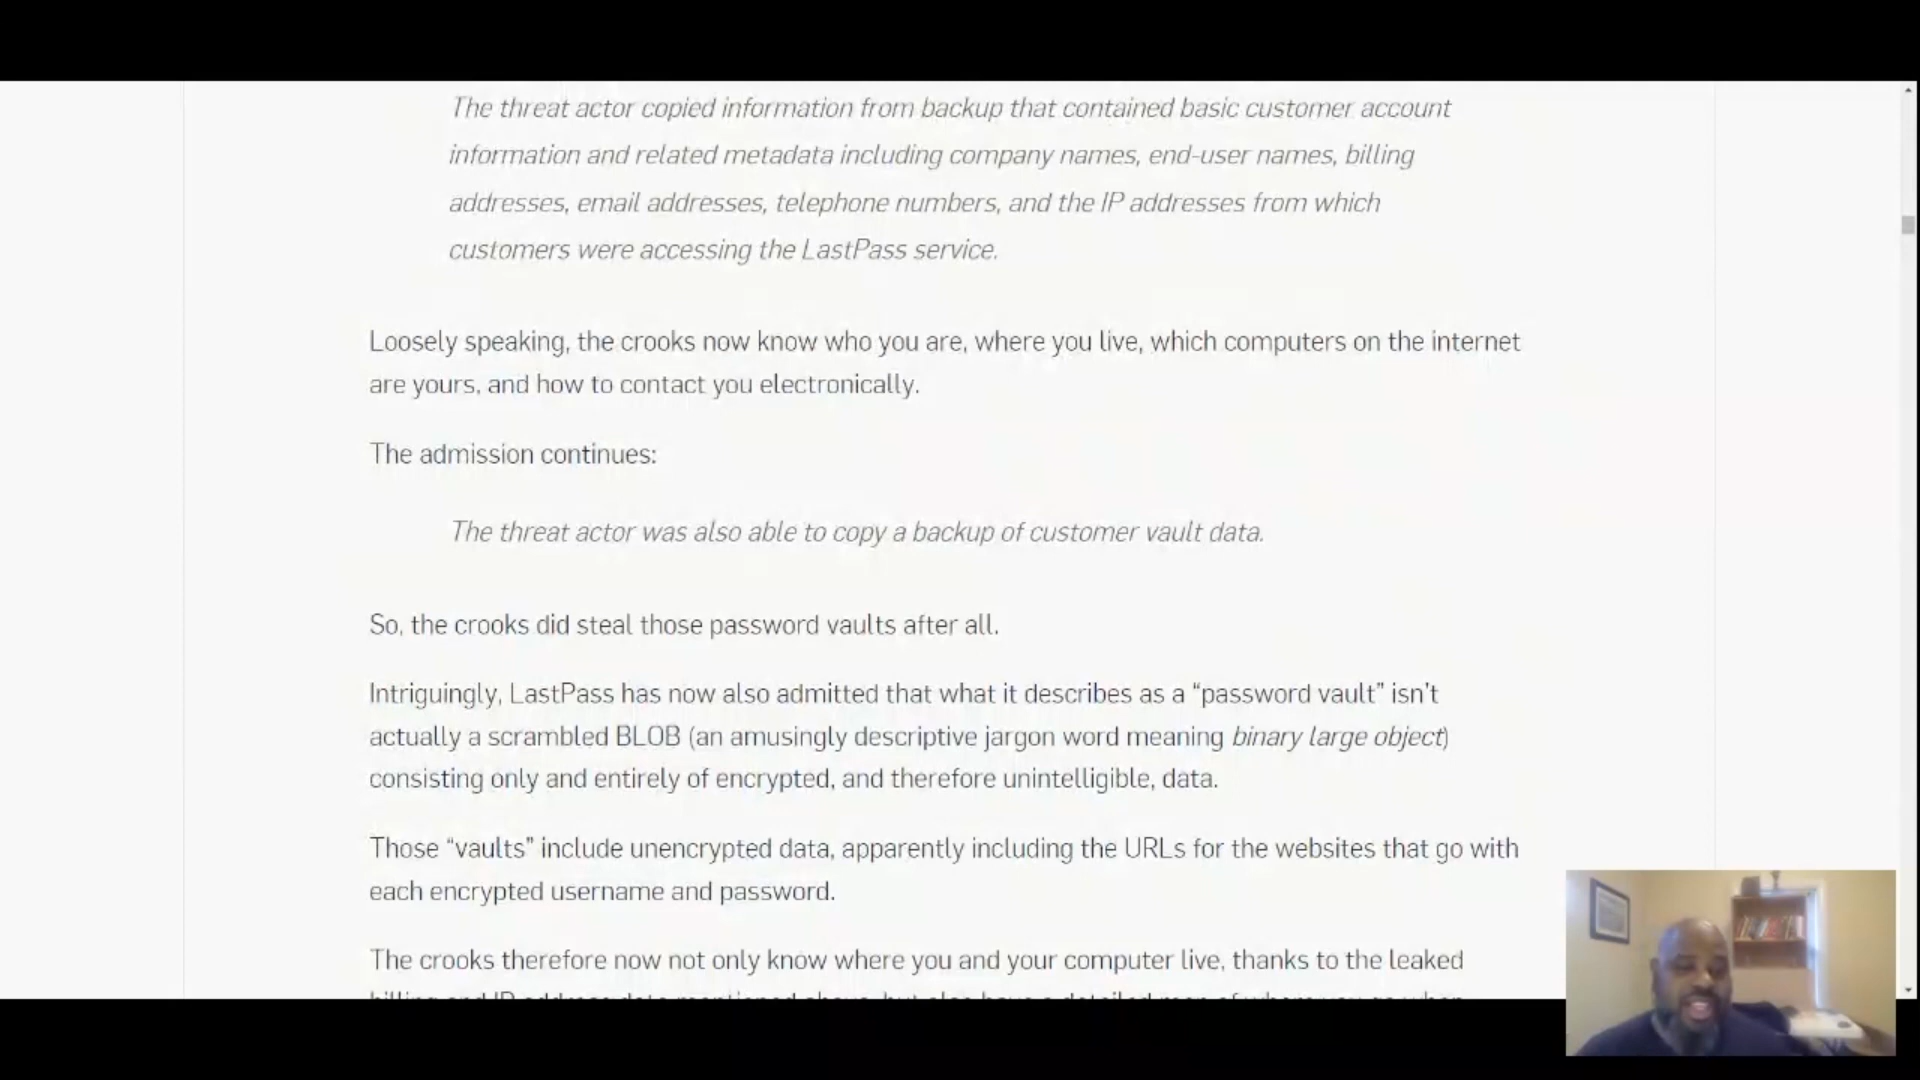 The threat actor copied information from backup that contained basic customer account
information and related metadata including company names, end-user names, billing
addresses, email addresses, telephone numbers, and the IP addresses from which
customers were accessing the LastPass service.
Loosely speaking, the crooks now know who you are, where you live, which computers on the internet
are yours, and how to contact you electronically.
The admission continues:
The threat actor was also able to copy a backup of customer vault data.
So, the crooks did steal those password vaults after all.
Intriguingly, LastPass has now also admitted that what it describes as a “password vault” isn’t
actually a scrambled BLOB (an amusingly descriptive jargon word meaning binary large object)
consisting only and entirely of encrypted, and therefore unintelligible, data.
Those “vaults” include unencrypted data, apparently including the URLs for the websites that go with
each encrypted username and password.
The crooks therefore now not only know where you and your computer live, thanks to the leaked